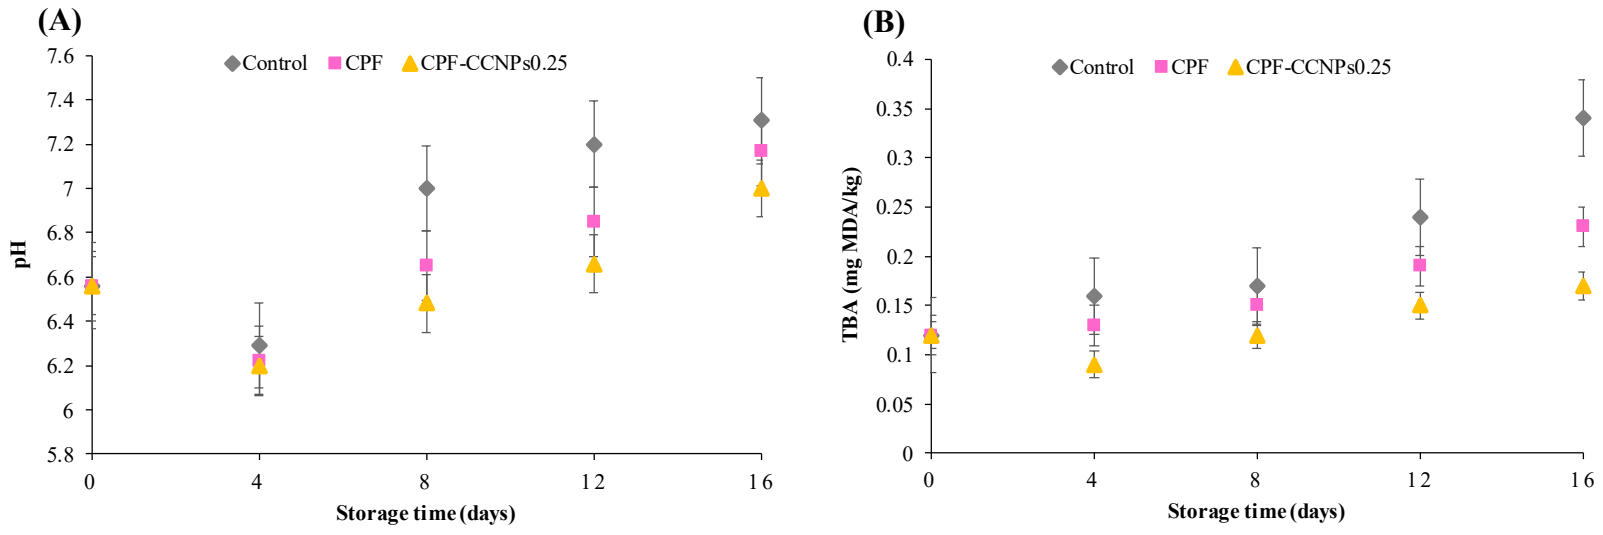 (A)
7.6
7.4
7.2
7
6.8
6.6
6.4
6.2
6
5.8
pH
Control CPF CPF-CCNPs0.25
0 4 8 12 16
Storage time (days)
(B)
0.4
0.35
0.3
0.25
0.2
0.15
0.1
0.05
0
TBA (mg MDA/kg)
Control CPF CPF-CCNPs0.25
0 4 8 12 16
Storage time (days)